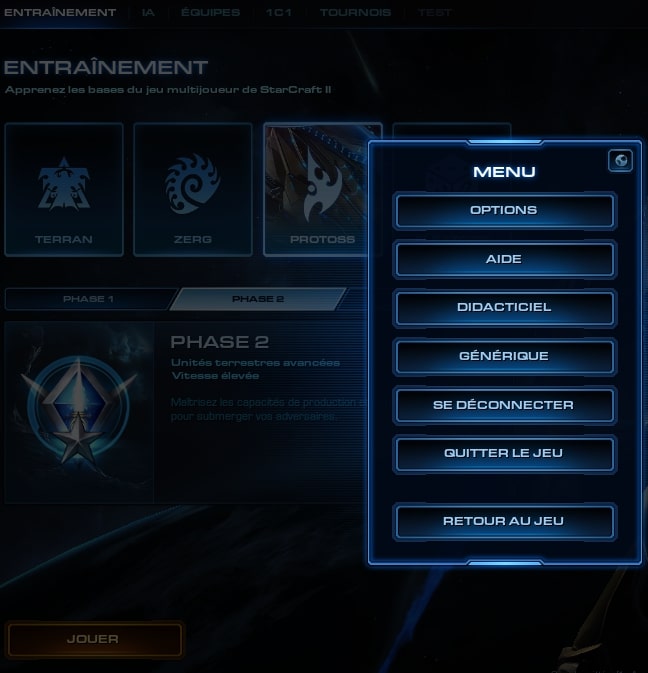 ENTRAÎNEMENT IA ÉQUIPES 1C1 TOURNOIS TEST
ENTRAÎNEMENT
Apprenez les bases du jeu multijoueur de StarCraft II
TERRAN ZERG PROTOSS
PHASE 1 PHASE 2
PHASE 2
Unités terrestres avancées
Vitesse élevée
Maîtrisez les capacités de production et
pour submerger vos adversaires.
JOUER
MENU
OPTIONS
AIDE
DIDACTICIEL
GÉNÉRIQUE
SE DÉCONNECTER
QUITTER LE JEU
RETOUR AU JEU